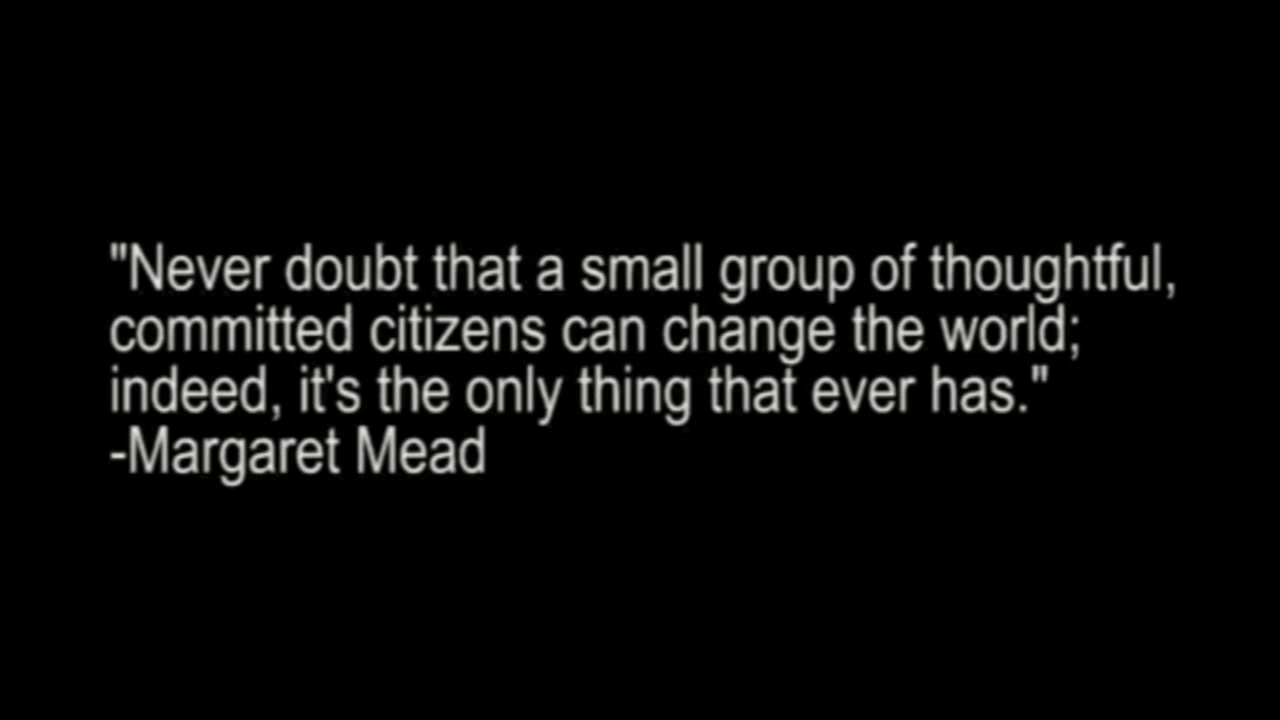 "Never doubt that a small group of thoughtful,
committed citizens can change the world;
indeed, it's the only thing that ever has."
-Margaret Mead